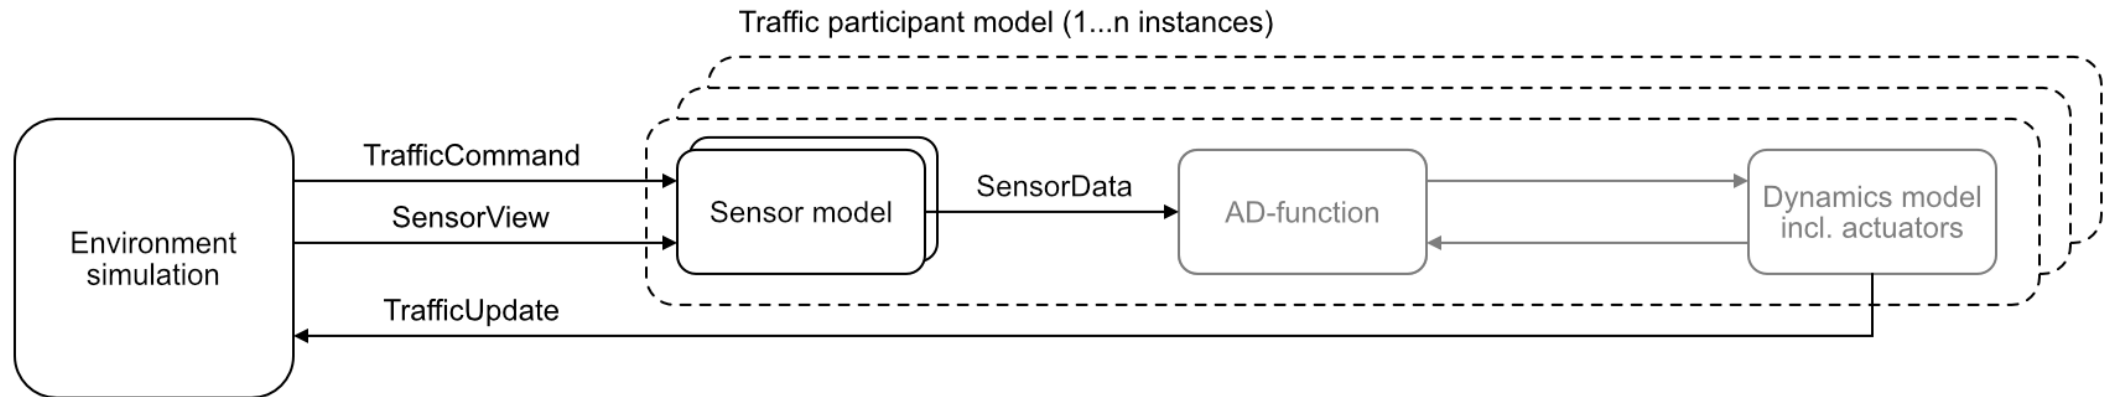 Traffic participant model (1...n instances)
TrafficCommand
SensorView
TrafficUpdate
Environment
simulation
Sensor model
SensorData
AD-function
Dynamics model
incl. actuators